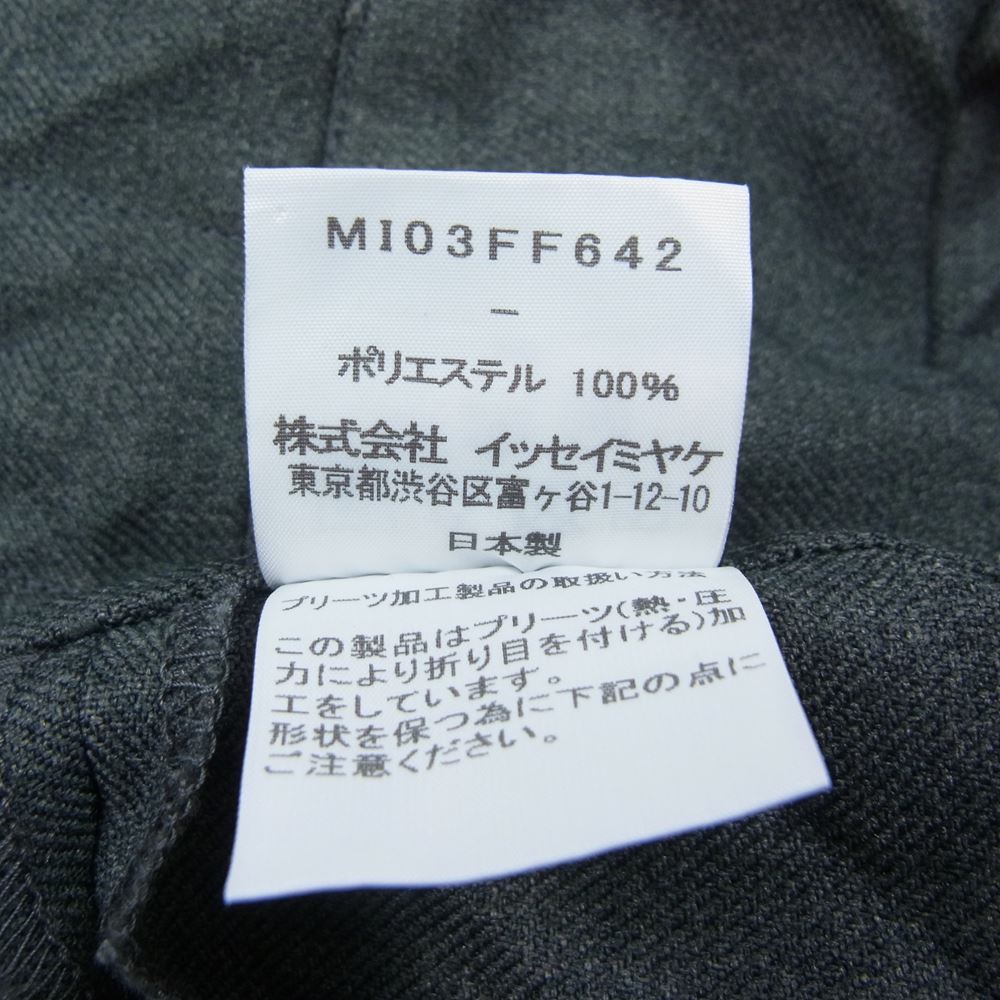 MI03FF642
—
ポリエステル 100%
株式会社 イッセイミヤケ
東京都渋谷区富ヶ谷1-12-10
日本製
プリーツ加工製品の取扱い方法
この製品はプリーツ(熱・圧
力により折り目を付ける)加
工をしています。
形状を保つ為に下記の点に
ご注意ください。